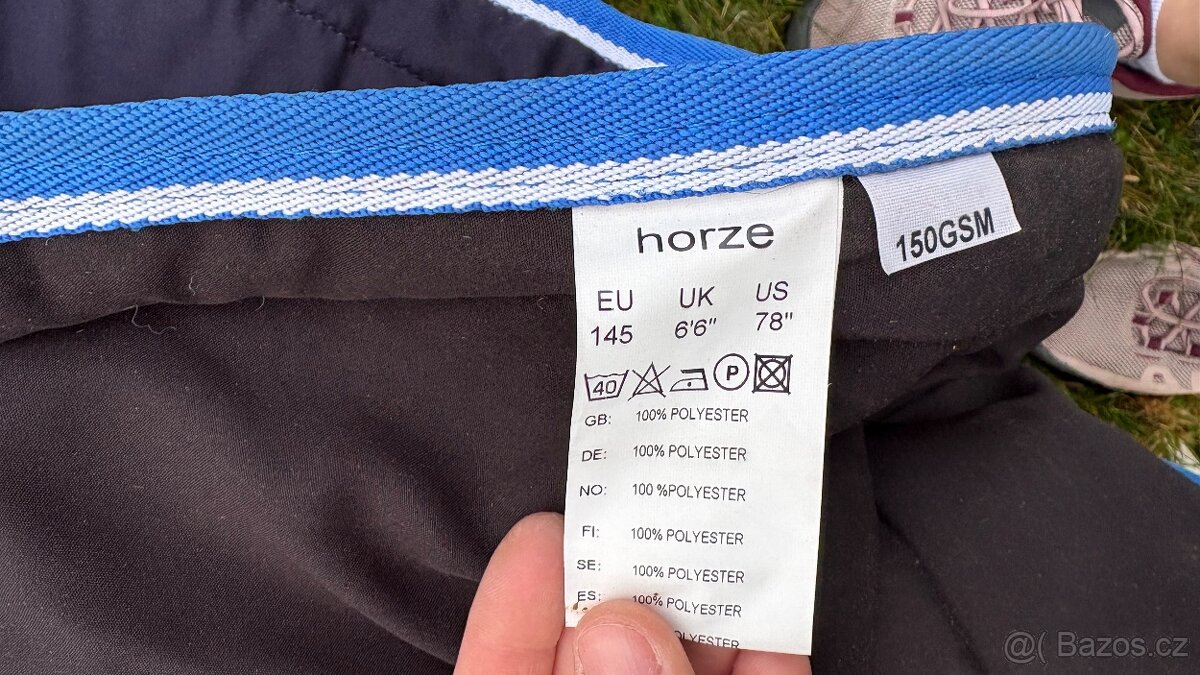 horze
EU UK US
145 6'6" 78"
40 P
GB: 100% POLYESTER
DE: 100% POLYESTER
NO: 100 %POLYESTER
FI: 100% POLYESTER
SE: 100% POLYESTER
ES: 100% POLYESTER
150GSM
@( Bazos.cz